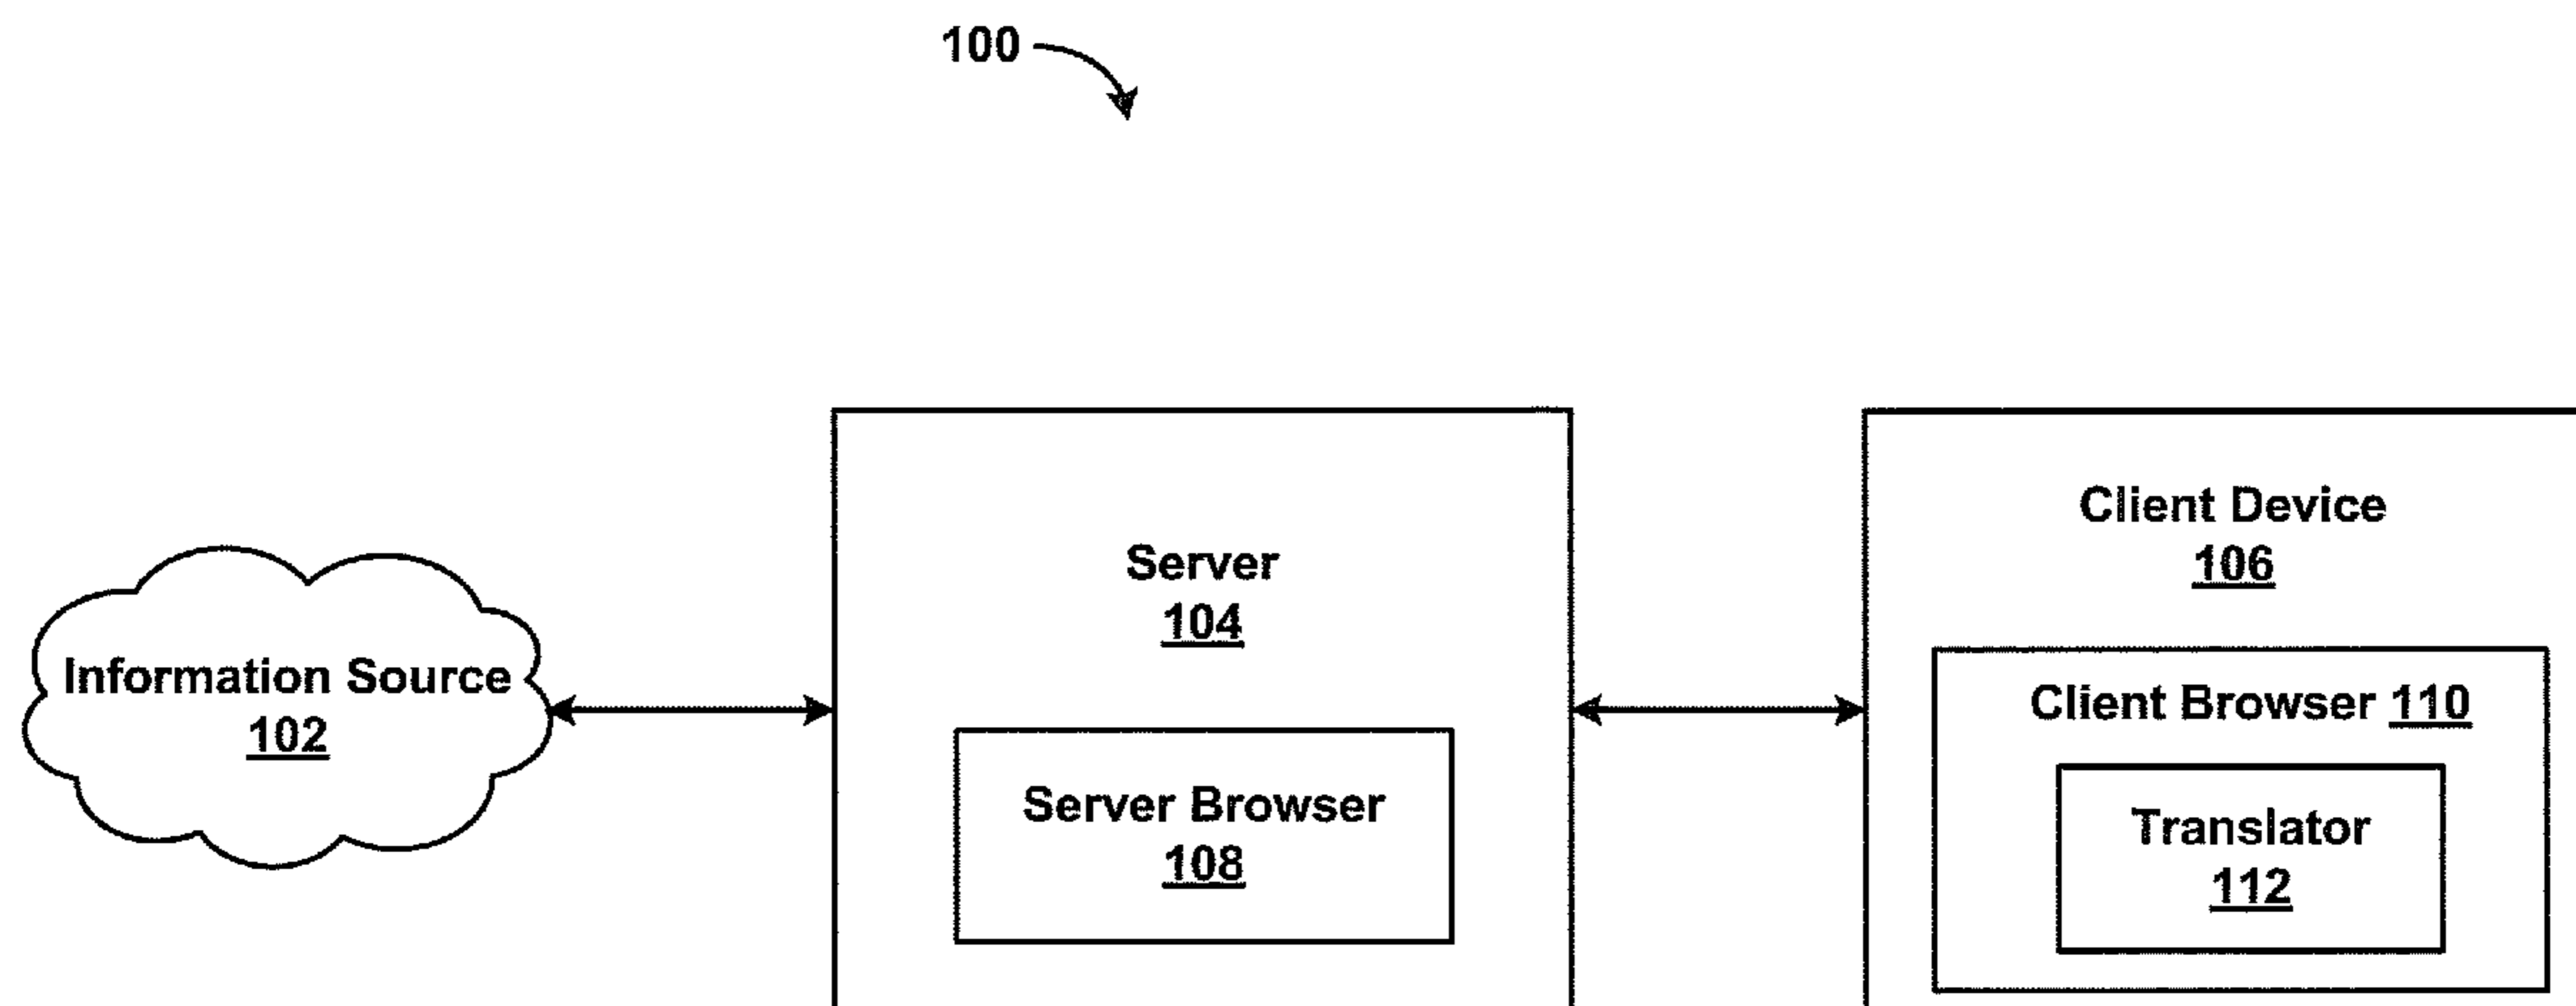 100
Information Source
102
Server
104
Server Browser
108
Client Device
106
Client Browser 110
Translator
112